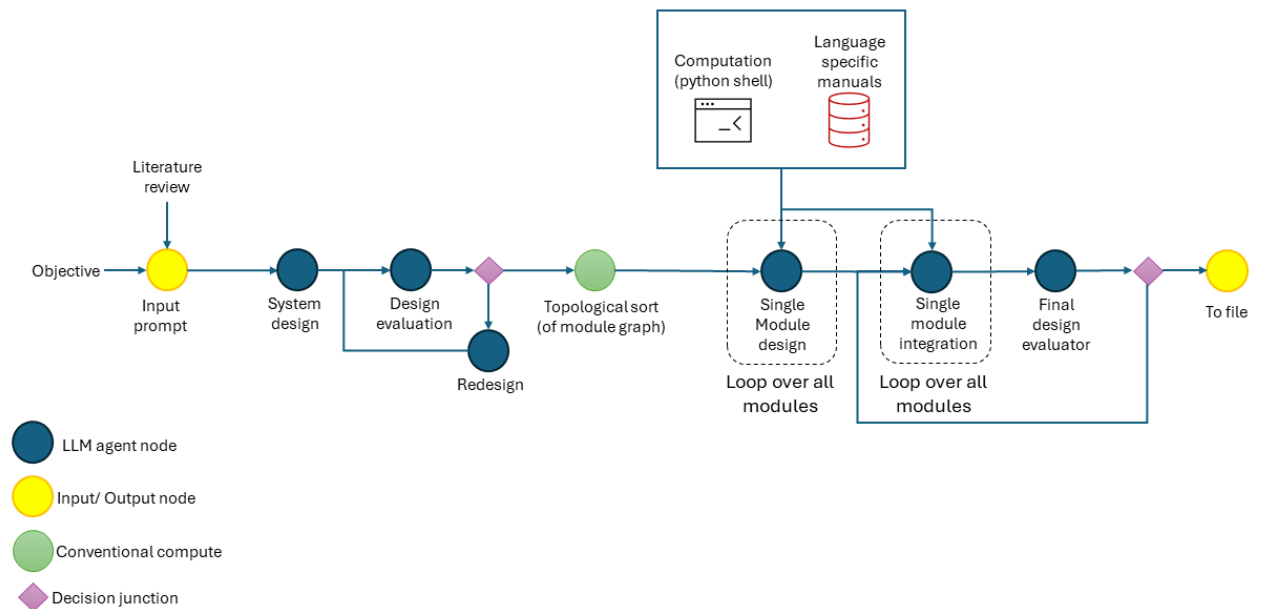 Computation
(python shell)
Language
specific
manuals
Literature
review
Objective
Input
prompt
System
design
Design
evaluation
Redesign
Topological sort
(of module graph)
Single
Module
design
Loop over all
modules
Single
module
integration
Loop over all
modules
Final
design
evaluator
To file
LLM agent node
Input/ Output node
Conventional compute
Decision junction